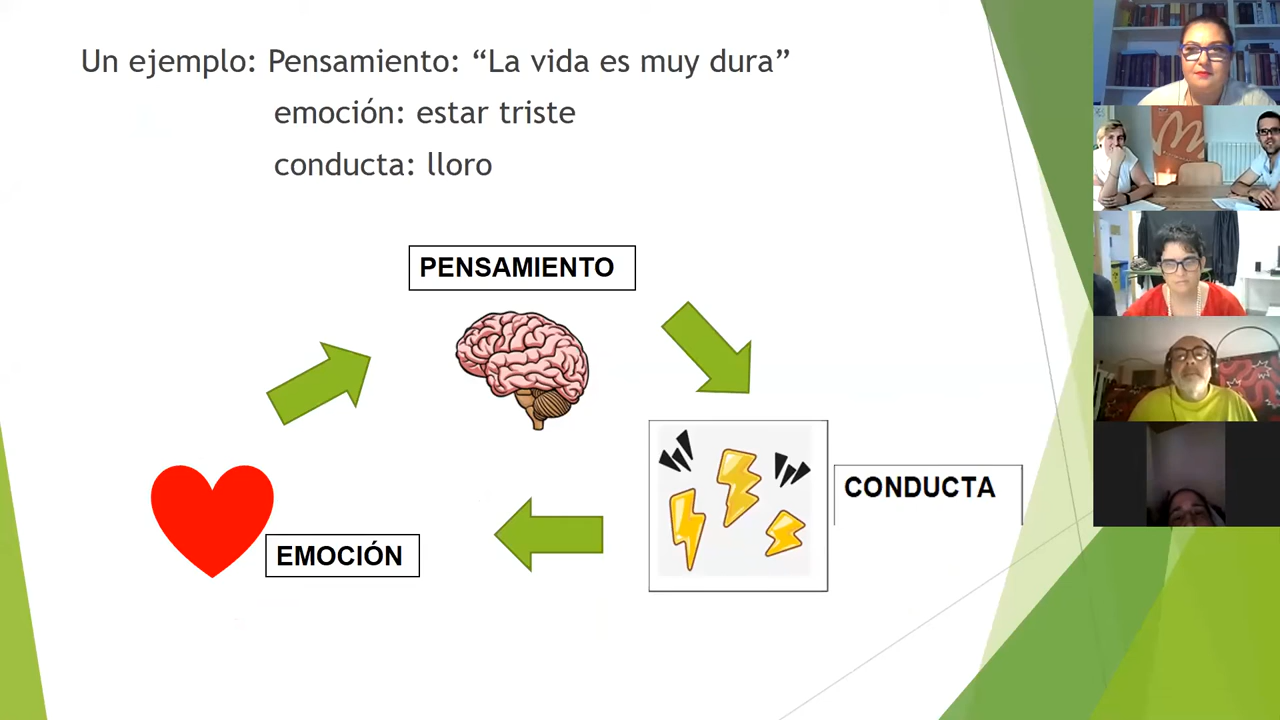 Un ejemplo: Pensamiento: “La vida es muy dura”
emoción: estar triste
conducta: lloro
PENSAMIENTO
CONDUCTA
EMOCIÓN